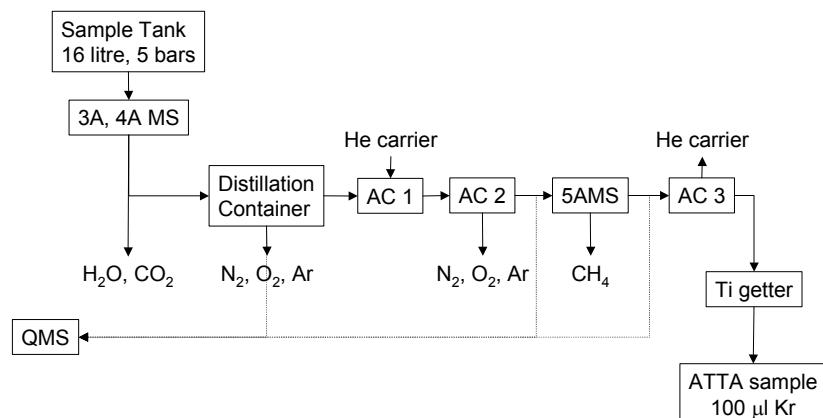 Sample Tank
16 litre, 5 bars
3A, 4A MS
He carrier
He carrier
Distillation
Container
AC 1
AC 2
5AMS
AC 3
H₂O, CO₂
N₂, O₂, Ar
N₂, O₂, Ar
CH₄
Ti getter
QMS
ATTA sample
100 μl Kr